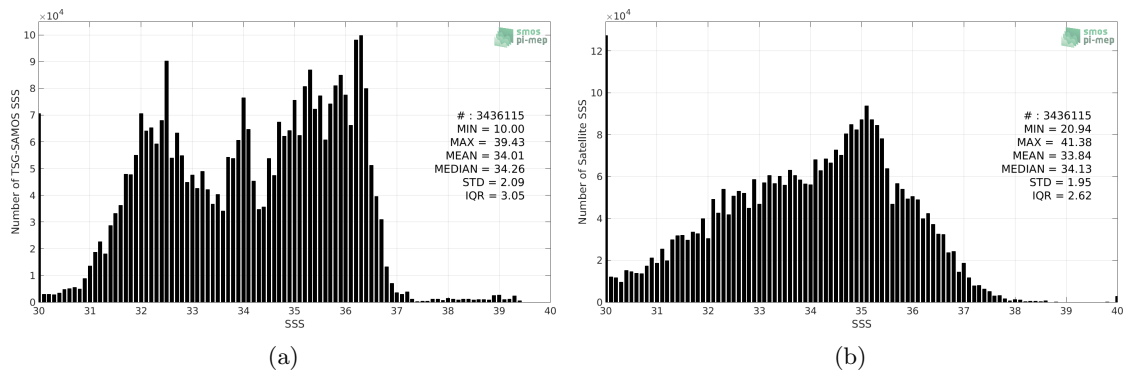 ×10⁴
10
9
8
7
6
5
4
3
2
1
0
Number of TSG-SAMOS SSS
30 31 32 33 34 35 36 37 38 39 40
SSS
smos
pi-mep
# : 3436115
MIN = 10.00
MAX = 39.43
MEAN = 34.01
MEDIAN = 34.26
STD = 2.09
IQR = 3.05
(a)
×10⁴
12
10
8
6
4
2
0
Number of Satellite SSS
30 31 32 33 34 35 36 37 38 39 40
SSS
smos
pi-mep
# : 3436115
MIN = 20.94
MAX = 41.38
MEAN = 33.84
MEDIAN = 34.13
STD = 1.95
IQR = 2.62
(b)